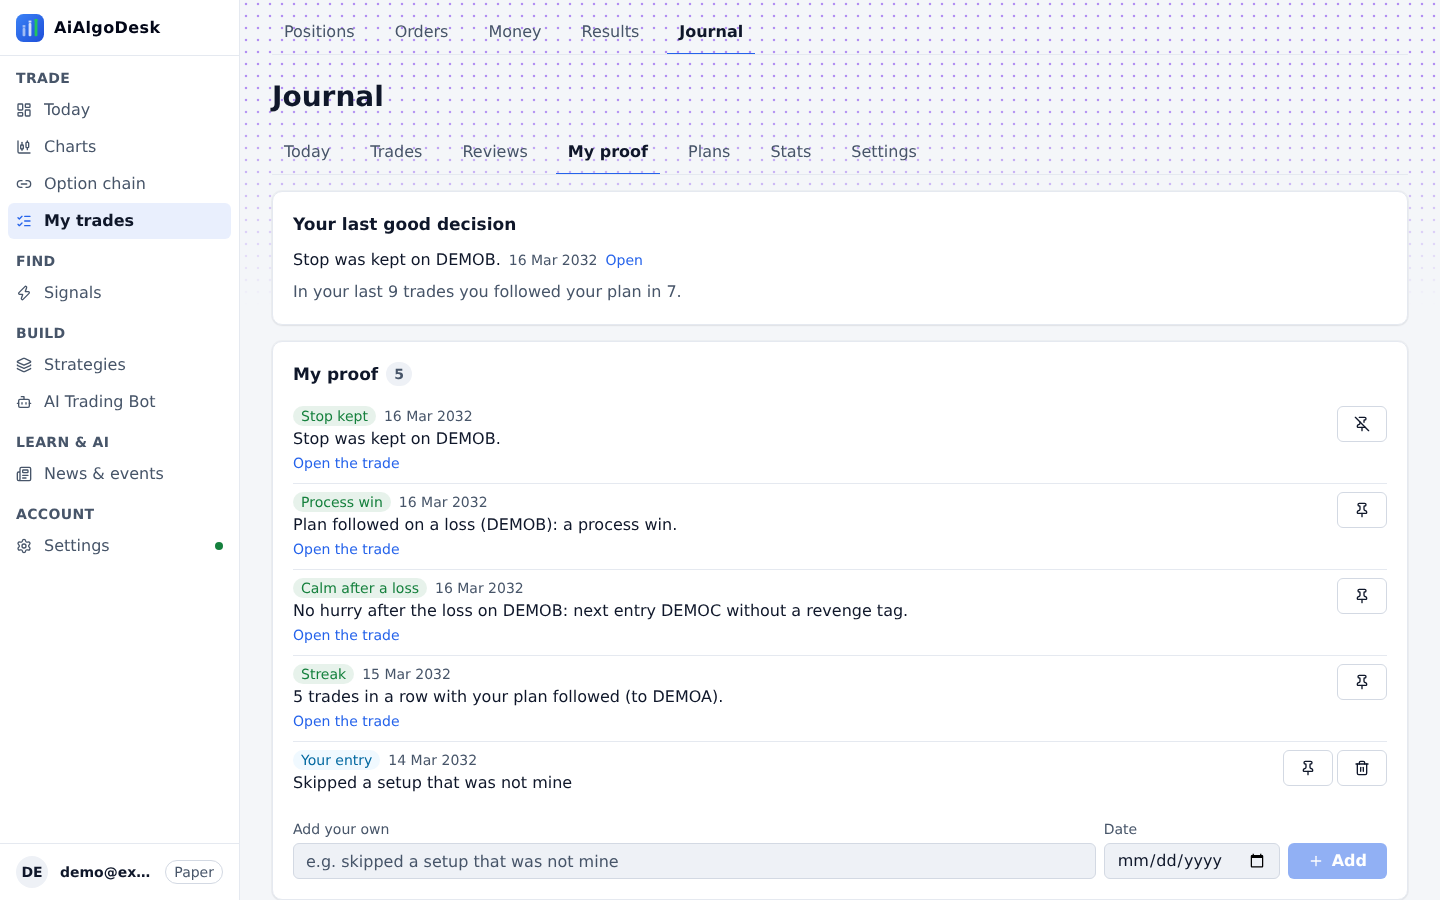 AiAlgoDesk
TRADE
Today
Charts
Option chain
My trades
FIND
Signals
BUILD
Strategies
AI Trading Bot
LEARN & AI
News & events
ACCOUNT
Settings
DE demo@ex... Paper
Positions Orders Money Results Journal
Journal
Today Trades Reviews My proof Plans Stats Settings
Your last good decision
Stop was kept on DEMOB. 16 Mar 2032 Open
In your last 9 trades you followed your plan in 7.
My proof 5
Stop kept 16 Mar 2032
Stop was kept on DEMOB.
Open the trade
Process win 16 Mar 2032
Plan followed on a loss (DEMOB): a process win.
Open the trade
Calm after a loss 16 Mar 2032
No hurry after the loss on DEMOB: next entry DEMOC without a revenge tag.
Open the trade
Streak 15 Mar 2032
5 trades in a row with your plan followed (to DEMOA).
Open the trade
Your entry 14 Mar 2032
Skipped a setup that was not mine
Add your own Date
e.g. skipped a setup that was not mine mm/dd/yyyy + Add